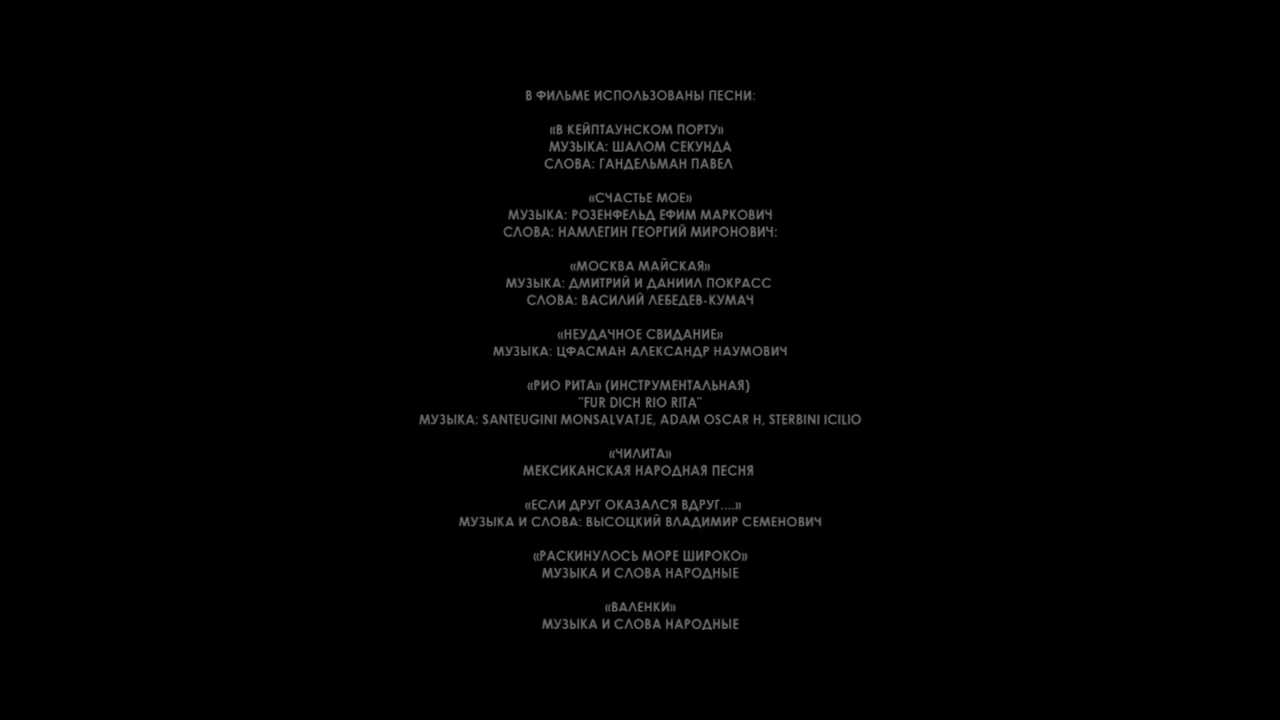 В ФИЛЬМЕ ИСПОЛЬЗОВАНЫ ПЕСНИ:
«В КЕЙПТАУНСКОМ ПОРТУ»
МУЗЫКА: ШАЛОМ СЕКУНДА
СЛОВА: ГАНДЕЛЬМАН ПАВЕЛ
«СЧАСТЬЕ МОЕ»
МУЗЫКА: РОЗЕНФЕЛЬД ЕФИМ МАРКОВИЧ
СЛОВА: НАМЛЕГИН ГЕОРГИЙ МИРОНОВИЧ:
«МОСКВА МАЙСКАЯ»
МУЗЫКА: ДМИТРИЙ И ДАНИИЛ ПОКРАСС
СЛОВА: ВАСИЛИЙ ЛЕБЕДЕВ-КУМАЧ
«НЕУДАЧНОЕ СВИДАНИЕ»
МУЗЫКА: ЦФАСМАН АЛЕКСАНДР НАУМОВИЧ
«РИО РИТА» (ИНСТРУМЕНТАЛЬНАЯ)
"FUR DICH RIO RITA"
МУЗЫКА: SANTEUGINI MONSALVATJE, ADAM OSCAR H, STERBINI ICILIO
«ЧИЛИТА»
МЕКСИКАНСКАЯ НАРОДНАЯ ПЕСНЯ
«ЕСЛИ ДРУГ ОКАЗАЛСЯ ВДРУГ....»
МУЗЫКА И СЛОВА: ВЫСОЦКИЙ ВЛАДИМИР СЕМЕНОВИЧ
«РАСКИНУЛОСЬ МОРЕ ШИРОКО»
МУЗЫКА И СЛОВА НАРОДНЫЕ
«ВАЛЕНКИ»
МУЗЫКА И СЛОВА НАРОДНЫЕ